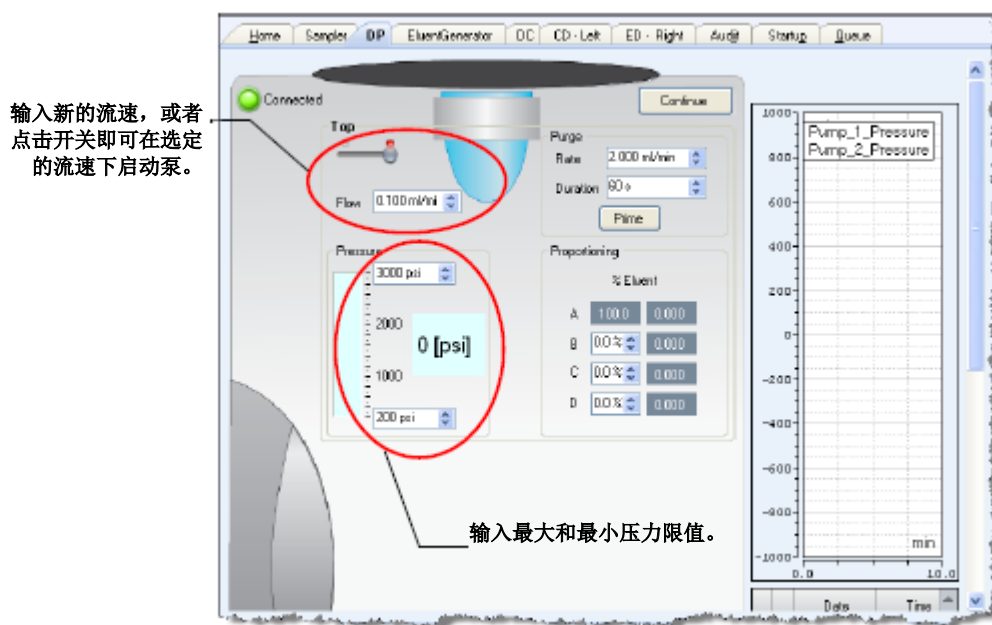 Home Sampler DP EluentGenerator DC CD - Left ED - Right Audit Startup Queue
Connected
Continue
输入新的流速，或者
点击开关即可在选定
的流速下启动泵。
Top
Flow 0.100 ml/mi
Purge
Rate 2.000 ml/min
Duration 60 s
Prime
Pressure
3000 psi
2000
0 [psi]
1000
200 psi
Proportioning
% Eluent
A 100.0 0.000
B 0.0 % 0.000
C 0.0 % 0.000
D 0.0 % 0.000
输入最大和最小压力限值。
Pump_1_Pressure
Pump_2_Pressure
1000
800
600
400
200
0
-200
-400
-600
-800
-1000
min
0.0 10.0
Date Time